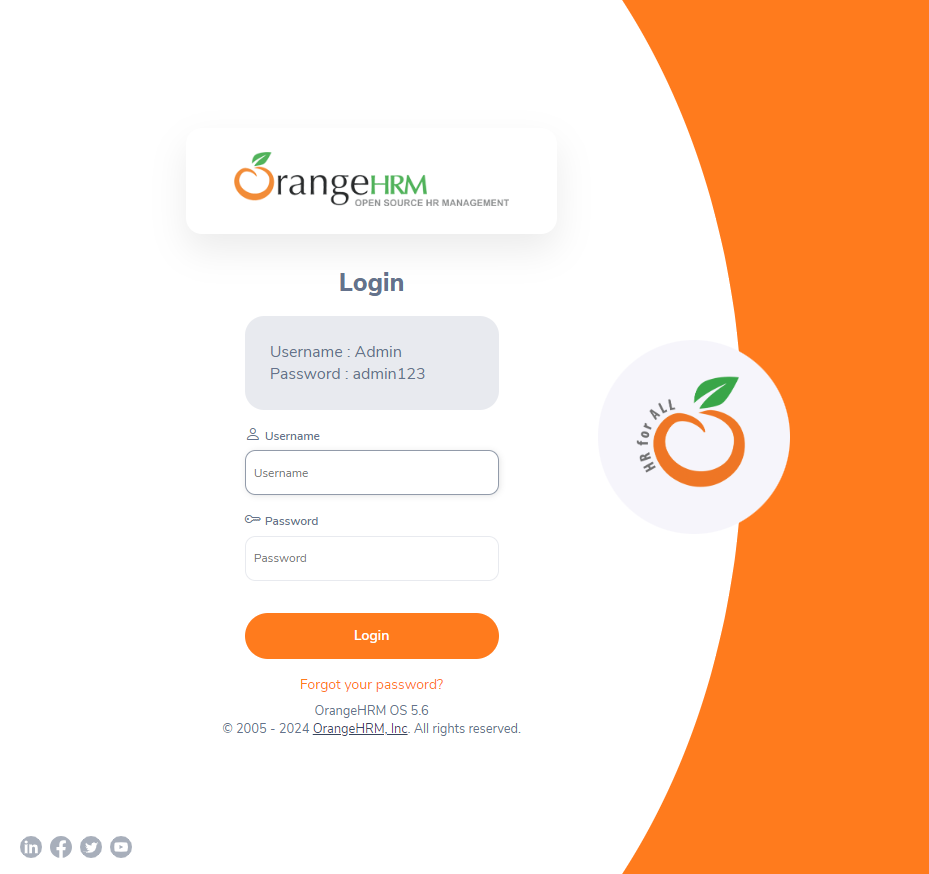 OrangeHRM
OPEN SOURCE HR MANAGEMENT
Login
Username : Admin
Password : admin123
Username
Username
Password
Password
Login
Forgot your password?
OrangeHRM OS 5.6
© 2005 - 2024 OrangeHRM, Inc. All rights reserved.
HR for ALL
in